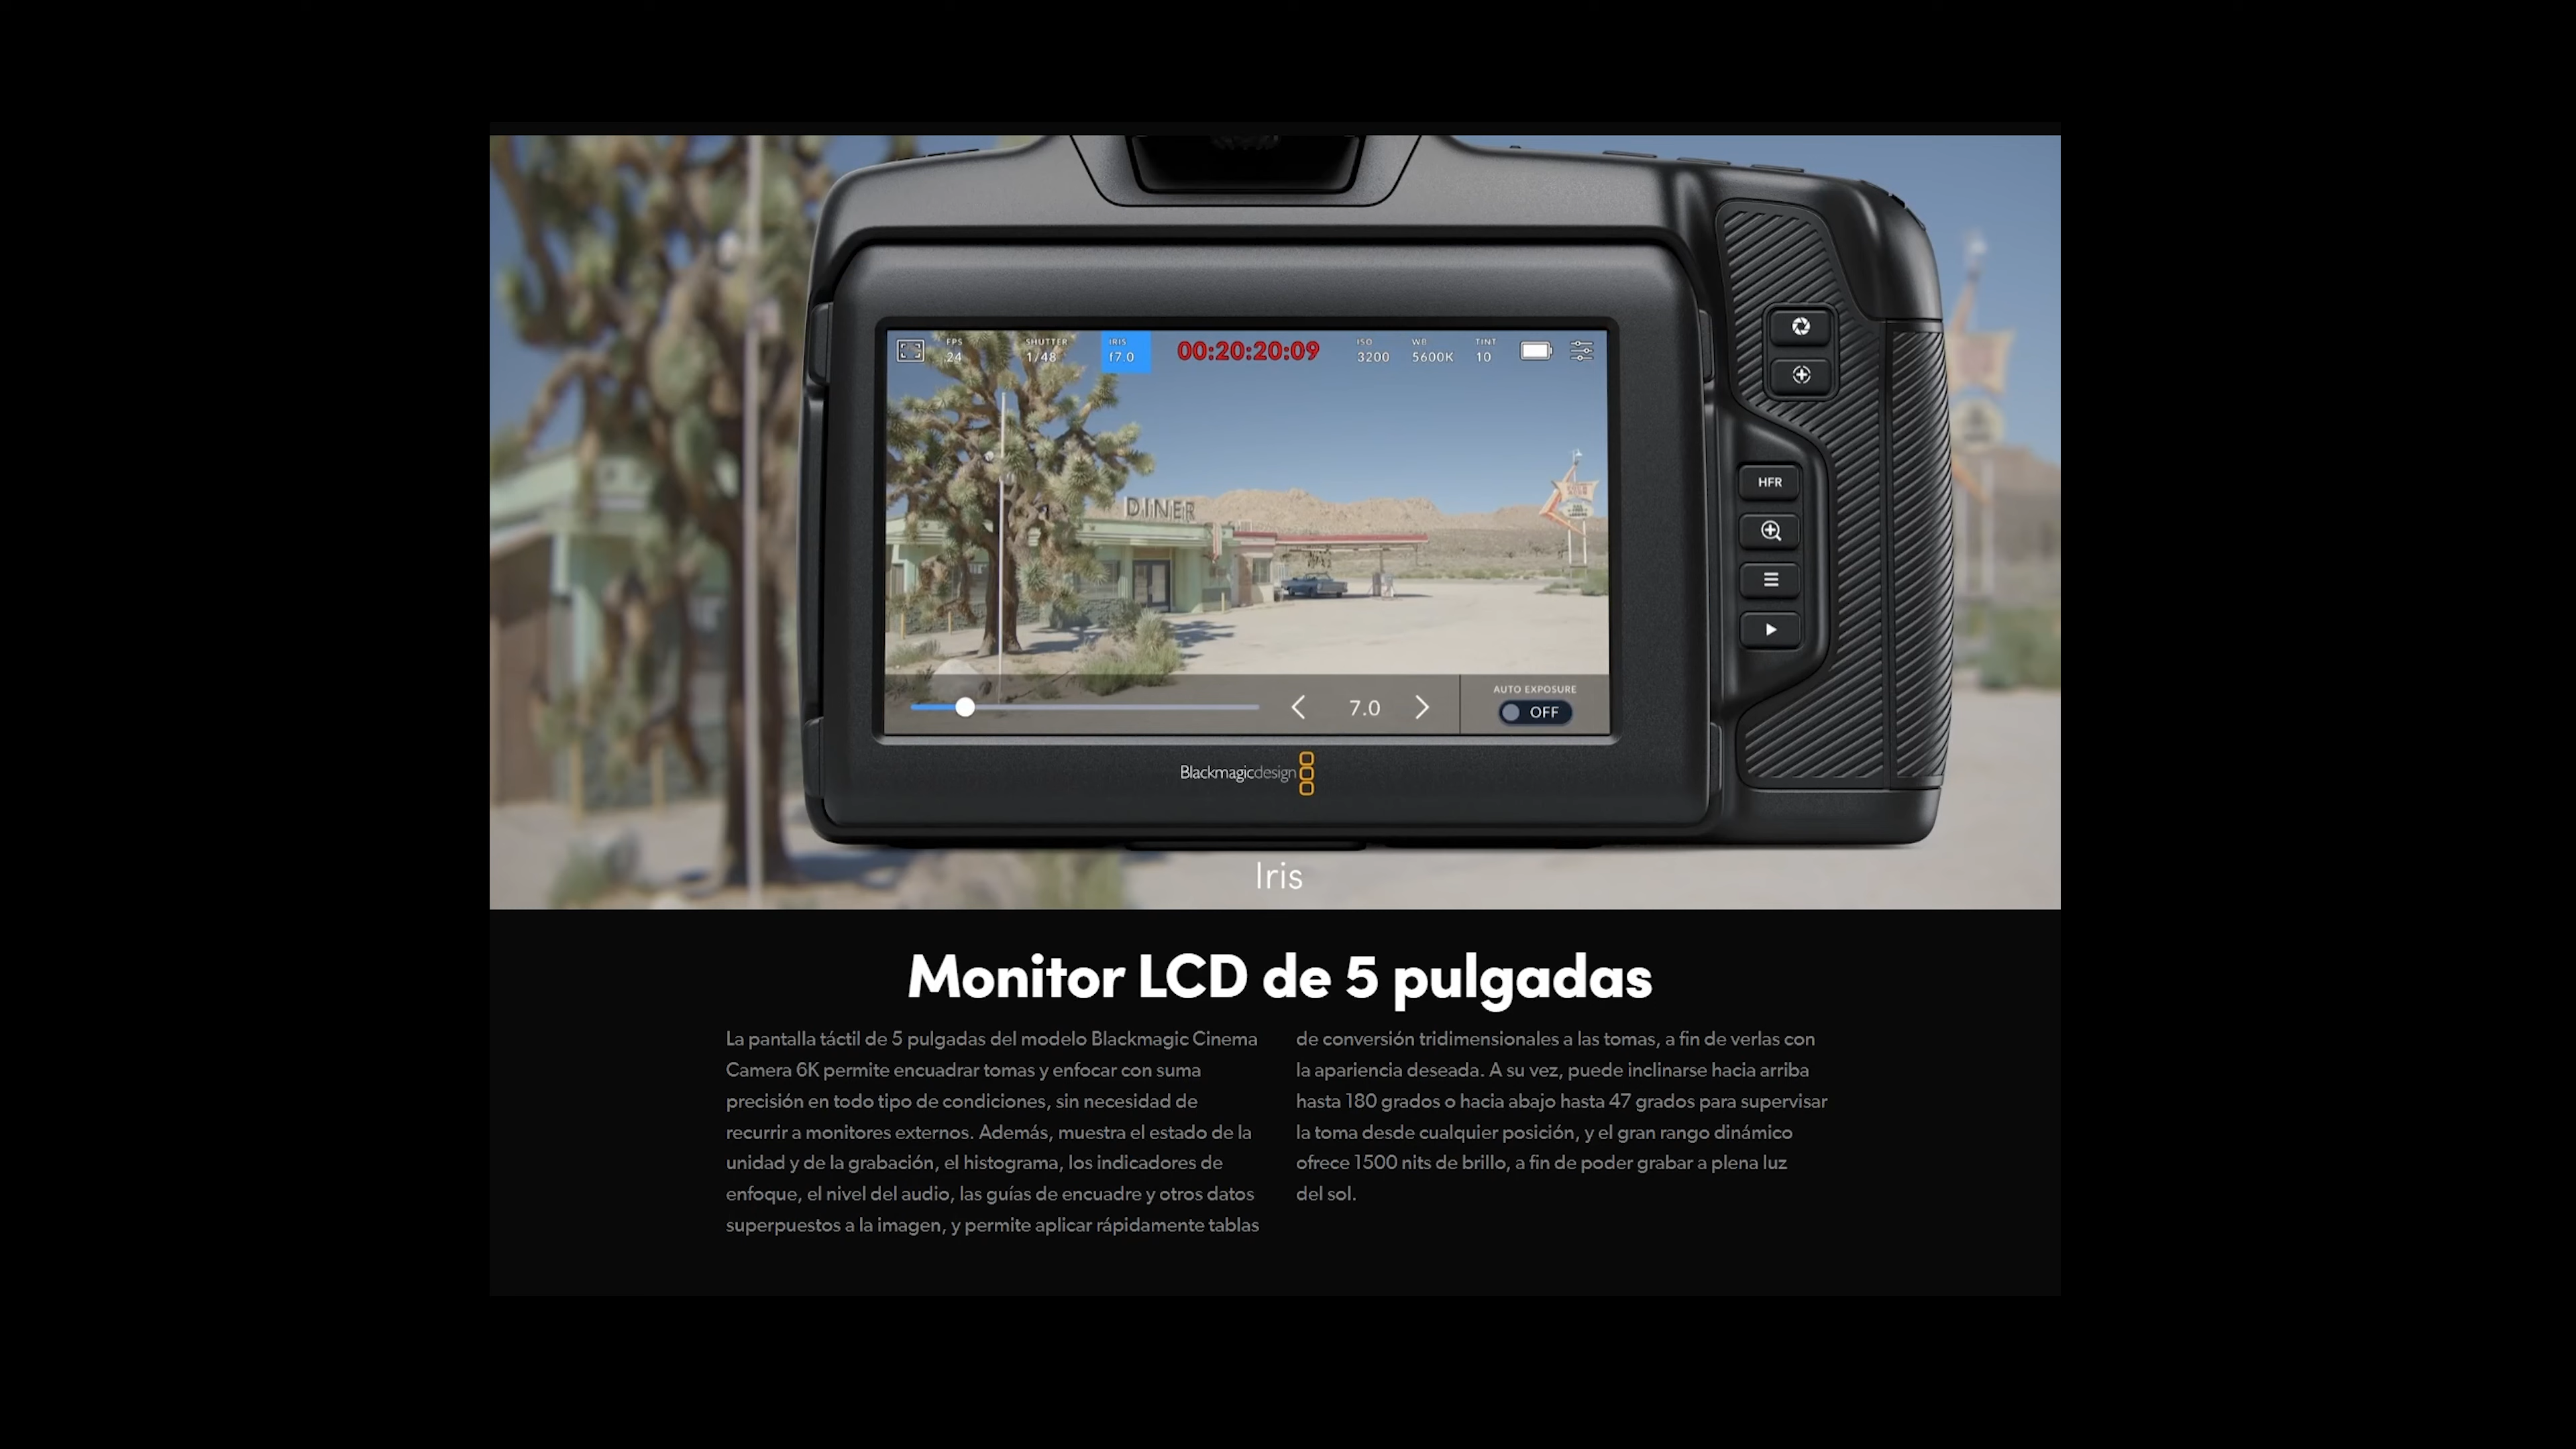 FPS
24
SHUTTER
1/48
IRIS
f7.0
00:20:20:09
ISO
3200
WB
5600K
TINT
10
DINER
HFR
7.0
AUTO EXPOSURE
OFF
Blackmagicdesign
Iris
Monitor LCD de 5 pulgadas
La pantalla táctil de 5 pulgadas del modelo Blackmagic Cinema
Camera 6K permite encuadrar tomas y enfocar con suma
precisión en todo tipo de condiciones, sin necesidad de
recurrir a monitores externos. Además, muestra el estado de la
unidad y de la grabación, el histograma, los indicadores de
enfoque, el nivel del audio, las guías de encuadre y otros datos
superpuestos a la imagen, y permite aplicar rápidamente tablas
de conversión tridimensionales a las tomas, a fin de verlas con
la apariencia deseada. A su vez, puede inclinarse hacia arriba
hasta 180 grados o hacia abajo hasta 47 grados para supervisar
la toma desde cualquier posición, y el gran rango dinámico
ofrece 1500 nits de brillo, a fin de poder grabar a plena luz
del sol.